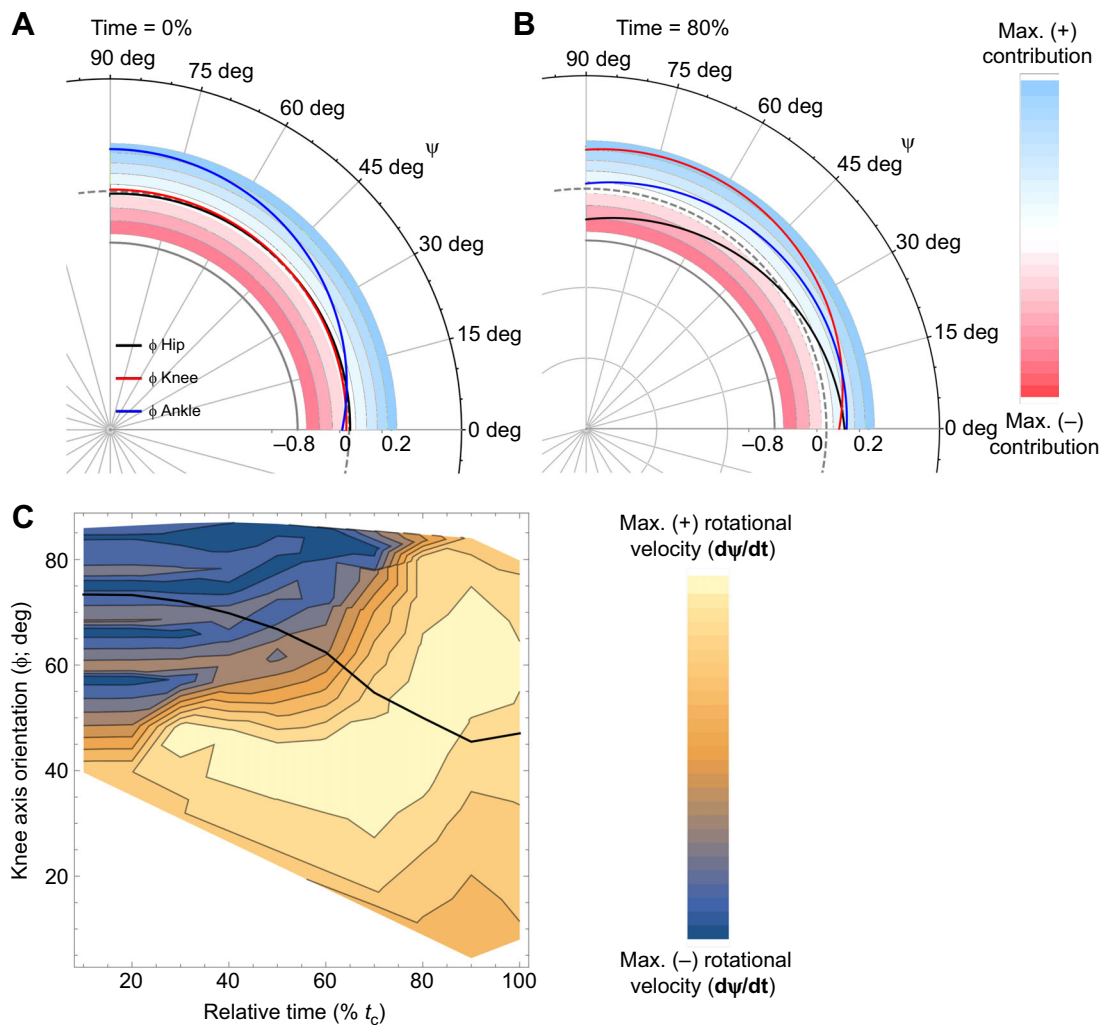 A
Time = 0%
90 deg
75 deg
60 deg
45 deg
ψ
30 deg
15 deg
0 deg
ϕ Hip
ϕ Knee
ϕ Ankle
–0.8
0
0.2
B
Time = 80%
90 deg
75 deg
60 deg
45 deg
ψ
30 deg
15 deg
0 deg
–0.8
0
0.2
Max. (+)
contribution
Max. (–)
contribution
C
Knee axis orientation (ϕ; deg)
80
60
40
20
20
40
60
80
100
Relative time (% tc)
Max. (+) rotational
velocity (dψ/dt)
Max. (–) rotational
velocity (dψ/dt)